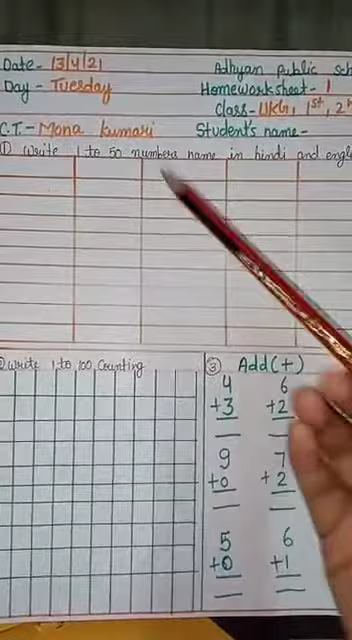 Date - 13/4/21 Adhyan public sch
Day - Tuesday Homework sheet - 1
Class - UKG, 1st, 2n
C.T. - Mona kumari Student's name -
① Write 1 to 50 numbers name in hindi and engl
② Write 1 to 100 Counting
③ Add (+)
4 6
+3 +2
9 7
+0 +2
5 6
+0 +1